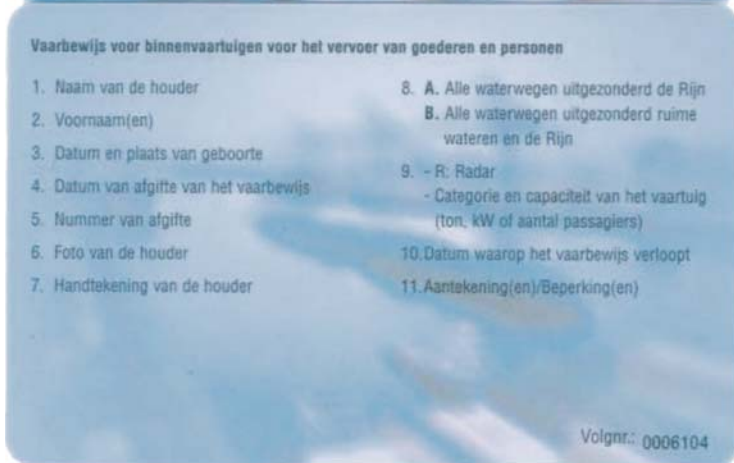 Vaarbewijs voor binnenvaartuigen voor het vervoer van goederen en personen
1. Naam van de houder
2. Voornaam(en)
3. Datum en plaats van geboorte
4. Datum van afgifte van het vaarbewijs
5. Nummer van afgifte
6. Foto van de houder
7. Handtekening van de houder
8. A. Alle waterwegen uitgezonderd de Rijn
B. Alle waterwegen uitgezonderd ruime
wateren en de Rijn
9. - R: Radar
- Categorie en capaciteit van het vaartuig
(ton, kW of aantal passagiers)
10. Datum waarop het vaarbewijs verloopt
11. Aantekening(en)/Beperking(en)
Volgnr.: 0006104